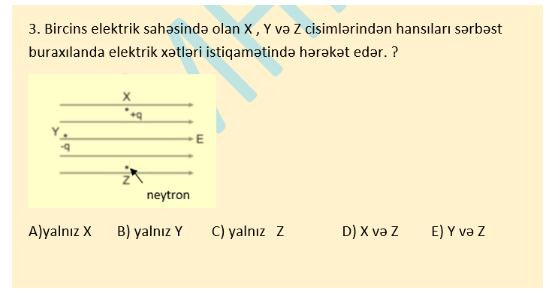 3. Bircins elektrik sahəsində olan X , Y və Z cisimlərindən hansıları sərbəst
buraxılanda elektrik xətləri istiqamətində hərəkət edər. ?
X
+q
Y
-q
E
Z
neytron
A)yalnız X B) yalnız Y C) yalnız Z D) X və Z E) Y və Z